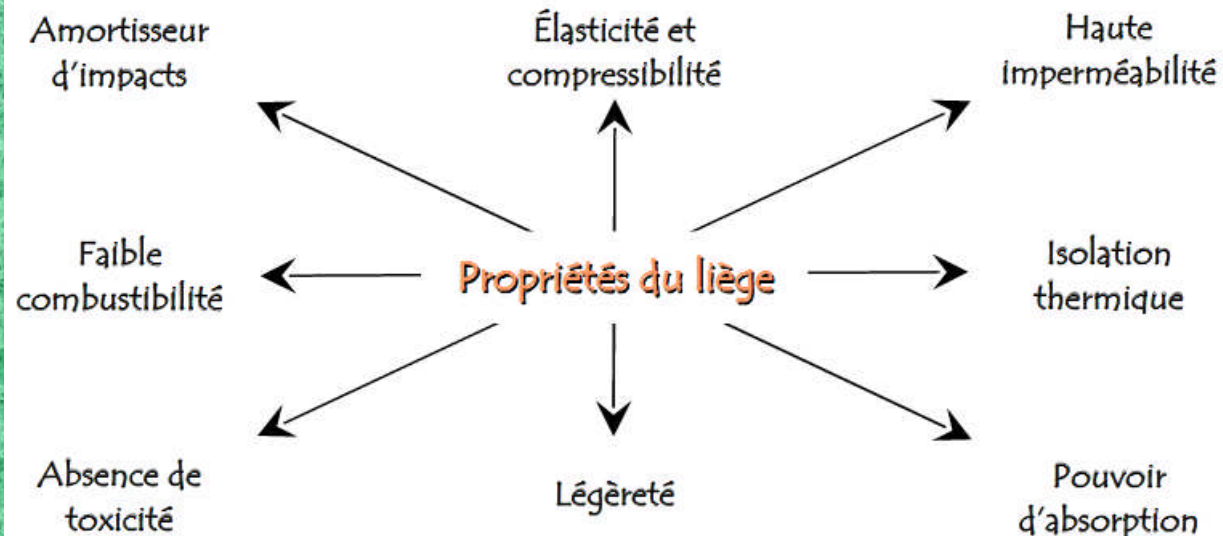 Amortisseur
d'impacts
Élasticité et
compressibilité
Haute
imperméabilité
Faible
combustibilité
Propriétés du liège
Isolation
thermique
Absence de
toxicité
Légèreté
Pouvoir
d'absorption